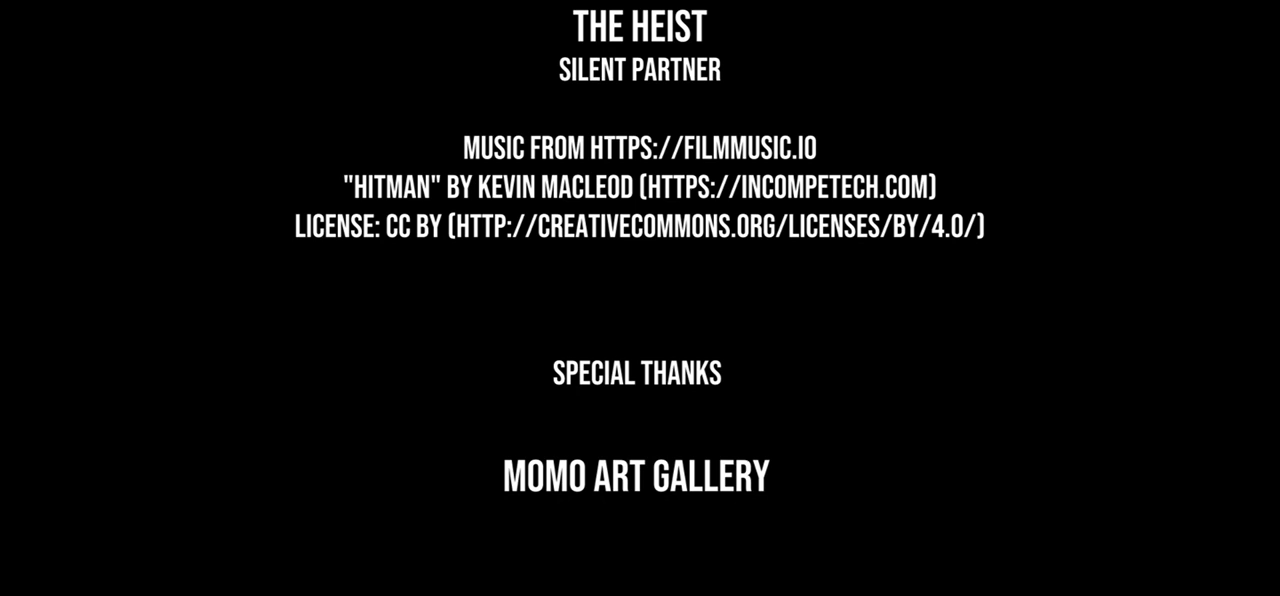 THE HEIST
SILENT PARTNER
MUSIC FROM HTTPS://FILMMUSIC.IO
"HITMAN" BY KEVIN MACLEOD (HTTPS://INCOMPETECH.COM)
LICENSE: CC BY (HTTP://CREATIVECOMMONS.ORG/LICENSES/BY/4.0/)
SPECIAL THANKS
MOMO ART GALLERY